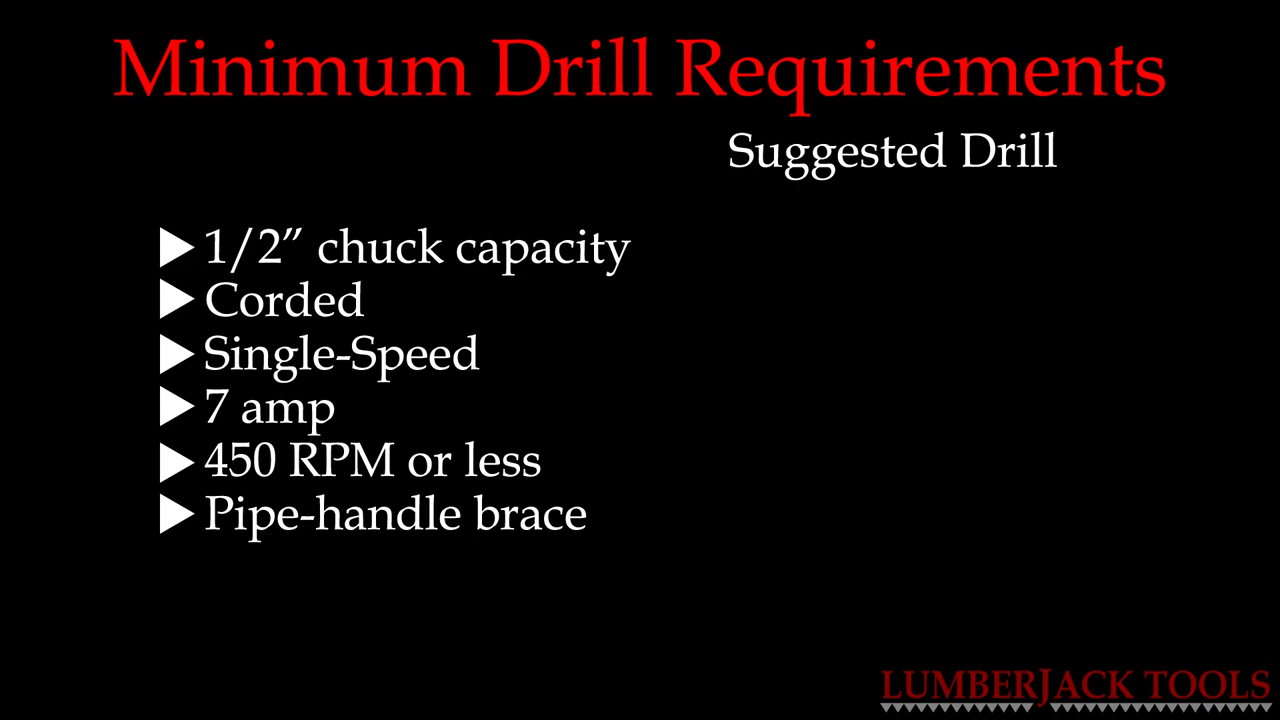 Minimum Drill Requirements
Suggested Drill
1/2” chuck capacity
Corded
Single-Speed
7 amp
450 RPM or less
Pipe-handle brace
LUMBERJACK TOOLS